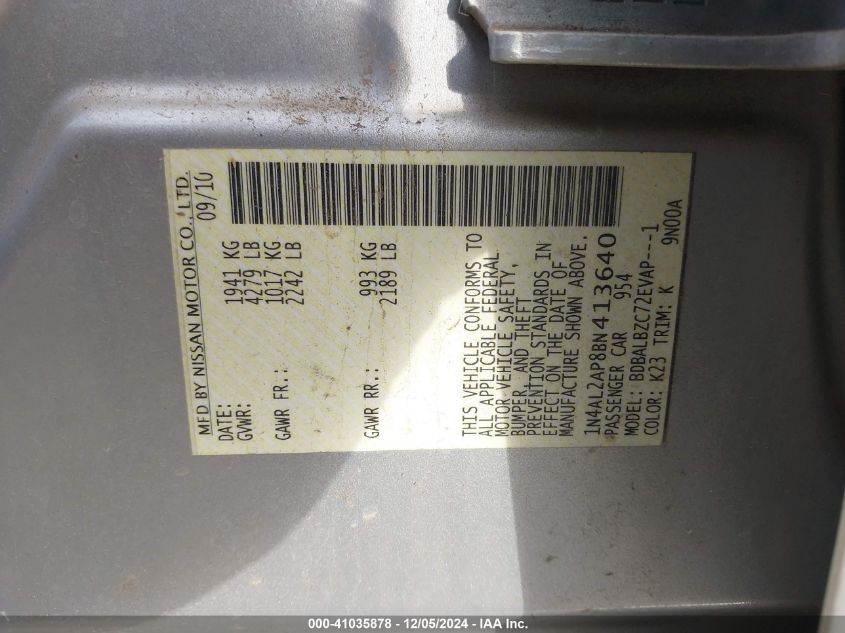 MFD BY NISSAN MOTOR CO., LTD.
DATE: 09/10
GVWR: 1941 KG
4279 LB
GAWR FR.: 1017 KG
2242 LB
GAWR RR.: 993 KG
2189 LB
THIS VEHICLE CONFORMS TO
ALL APPLICABLE FEDERAL
MOTOR VEHICLE SAFETY,
BUMPER, AND THEFT
PREVENTION STANDARDS IN
EFFECT ON THE DATE OF
MANUFACTURE SHOWN ABOVE.
1N4AL2AP8BN413640
PASSENGER CAR 954
MODEL: BDBALBZC72EVAP---1
COLOR: K23 TRIM: K 9N00A
000-41035878 - 12/05/2024 - IAA Inc.